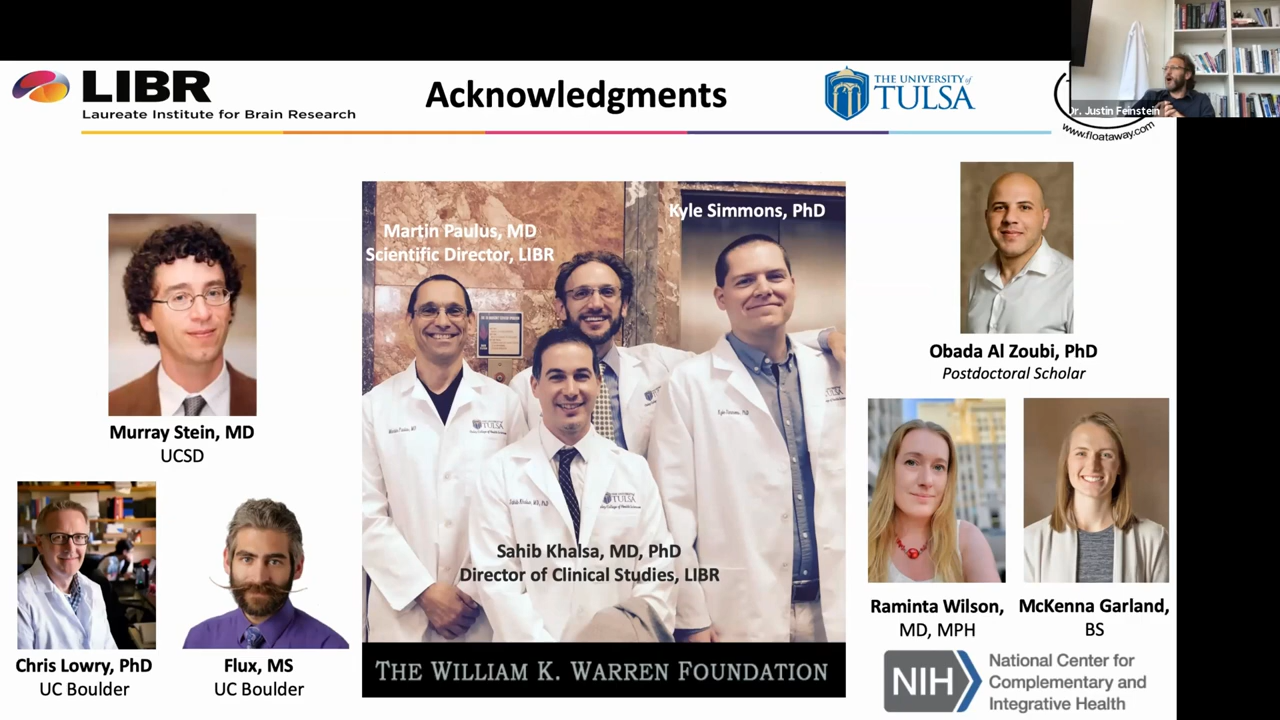 LIBR
Laureate Institute for Brain Research
Acknowledgments
THE UNIVERSITY of
TULSA
Dr. Justin Feinstein
www.floataway.com
Martin Paulus, MD
Scientific Director, LIBR
Kyle Simmons, PhD
TULSA
TULSA
Sahib Khalsa, MD, PhD
Director of Clinical Studies, LIBR
THE WILLIAM K. WARREN FOUNDATION
Murray Stein, MD
UCSD
Chris Lowry, PhD
UC Boulder
Flux, MS
UC Boulder
Obada Al Zoubi, PhD
Postdoctoral Scholar
Raminta Wilson,
MD, MPH
McKenna Garland,
BS
NIH
National Center for
Complementary and
Integrative Health